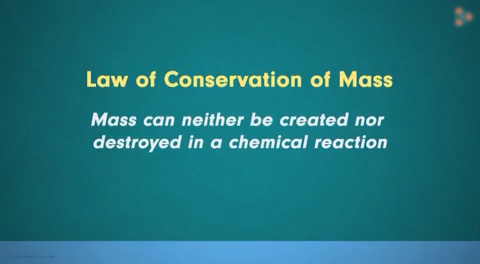 Law of Conservation of Mass
Mass can neither be created nor
destroyed in a chemical reaction